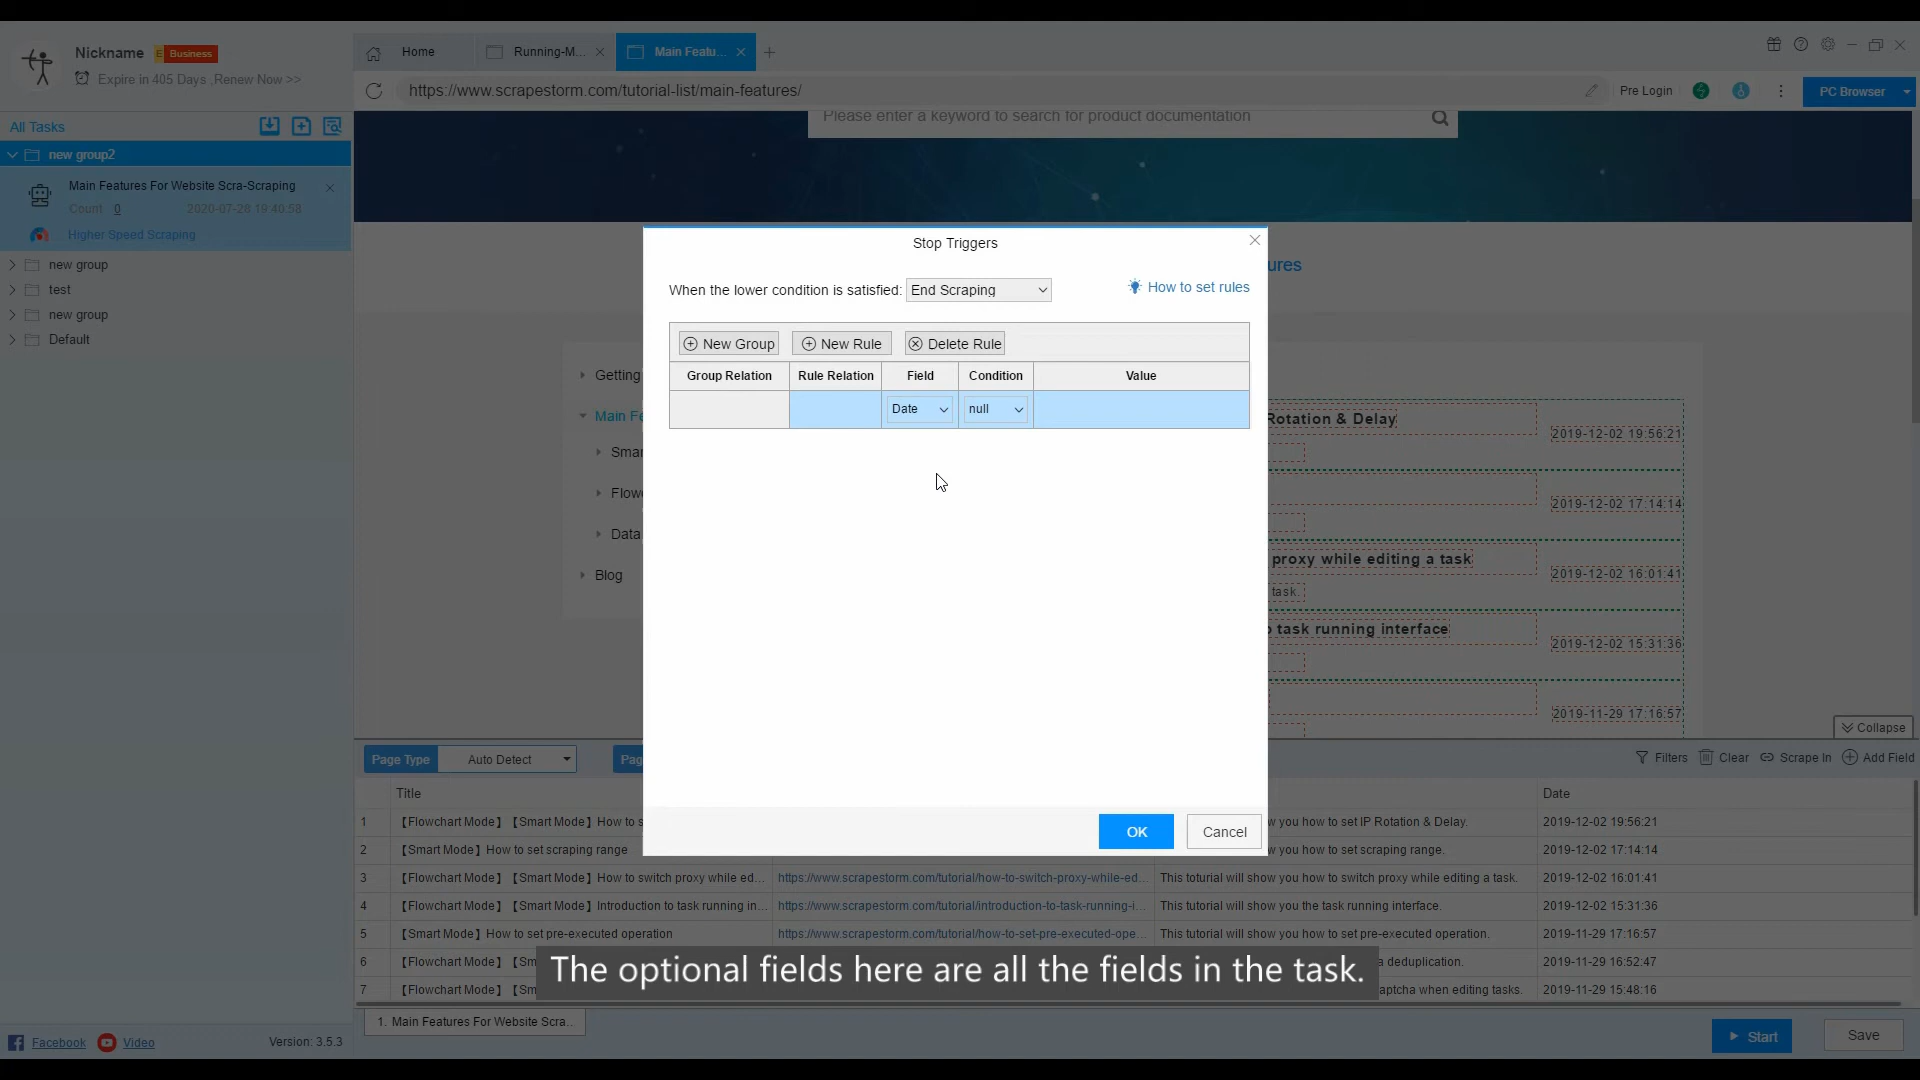 Nickname E Business
Expire in 405 Days ,Renew Now >>
Home
Running-M...
Main Featu...
https://www.scrapestorm.com/tutorial-list/main-features/
Pre Login
PC Browser
All Tasks
new group2
Main Features For Website Scra-Scraping
Count 0 2020-07-28 19:40:58
Higher Speed Scraping
new group
test
new group
Default
Please enter a keyword to search for product documentation
ures
Getting
Main Fe
Smar
Flow
Data
Blog
Stop Triggers
When the lower condition is satisfied: End Scraping
How to set rules
New Group New Rule Delete Rule
Group Relation Rule Relation Field Condition Value
Date null
OK Cancel
Rotation & Delay
2019-12-02 19:56:21
2019-12-02 17:14:14
proxy while editing a task
2019-12-02 16:01:41
task.
o task running interface
2019-12-02 15:31:36
2019-11-29 17:16:57
Collapse
Page Type Auto Detect Pag
Filters Clear Scrape In Add Field
Title Date
1 【Flowchart Mode】【Smart Mode】How to s w you how to set IP Rotation & Delay. 2019-12-02 19:56:21
2 【Smart Mode】How to set scraping range w you how to set scraping range. 2019-12-02 17:14:14
3 【Flowchart Mode】【Smart Mode】How to switch proxy while ed... https://www.scrapestorm.com/tutorial/how-to-switch-proxy-while-ed... This toturial will show you how to switch proxy while editing a task. 2019-12-02 16:01:41
4 【Flowchart Mode】【Smart Mode】Introduction to task running in... https://www.scrapestorm.com/tutorial/introduction-to-task-running-i... This tutorial will show you the task running interface. 2019-12-02 15:31:36
5 【Smart Mode】How to set pre-executed operation https://www.scrapestorm.com/tutorial/how-to-set-pre-executed-ope... This tutorial will show you how to set pre-executed operation. 2019-11-29 17:16:57
6 【Flowchart Mode】【Sm a deduplication. 2019-11-29 16:52:47
7 【Flowchart Mode】【Sm aptcha when editing tasks. 2019-11-29 15:48:16
The optional fields here are all the fields in the task.
1. Main Features For Website Scra..
Facebook Video Version: 3.5.3
Start Save